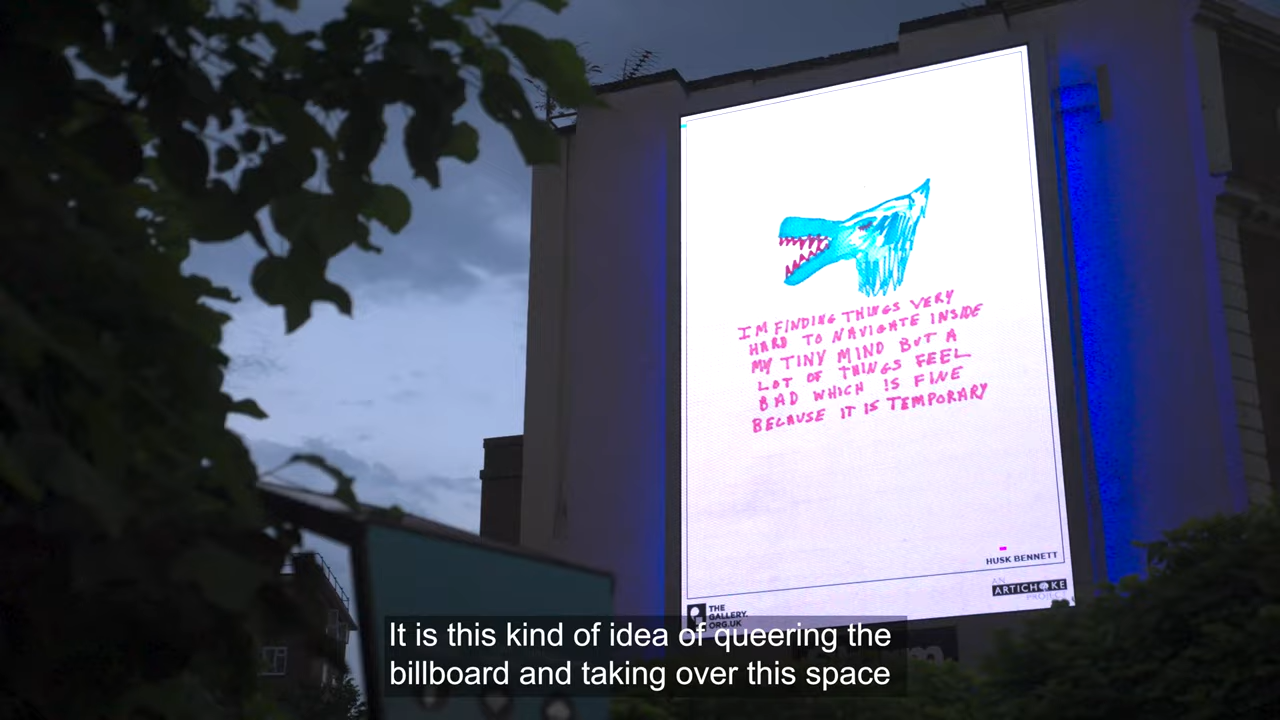 I'M FINDING THINGS VERY
HARD TO NAVIGATE INSIDE
MY TINY MIND BUT A
LOT OF THINGS FEEL
BAD WHICH IS FINE
BECAUSE IT IS TEMPORARY
HUSK BENNETT
AN
ARTICHOKE
PROJECT
THE
GALLERY.
ORG.UK
It is this kind of idea of queering the
billboard and taking over this space